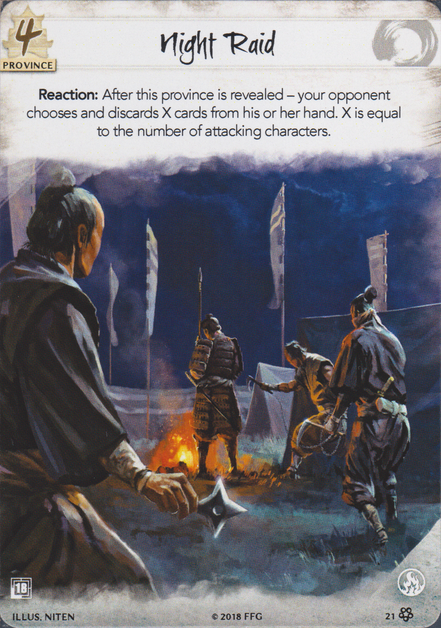 4
PROVINCE
Night Raid
Reaction: After this province is revealed – your opponent
chooses and discards X cards from his or her hand. X is equal
to the number of attacking characters.
18
ILLUS. NITEN
© 2018 FFG
21